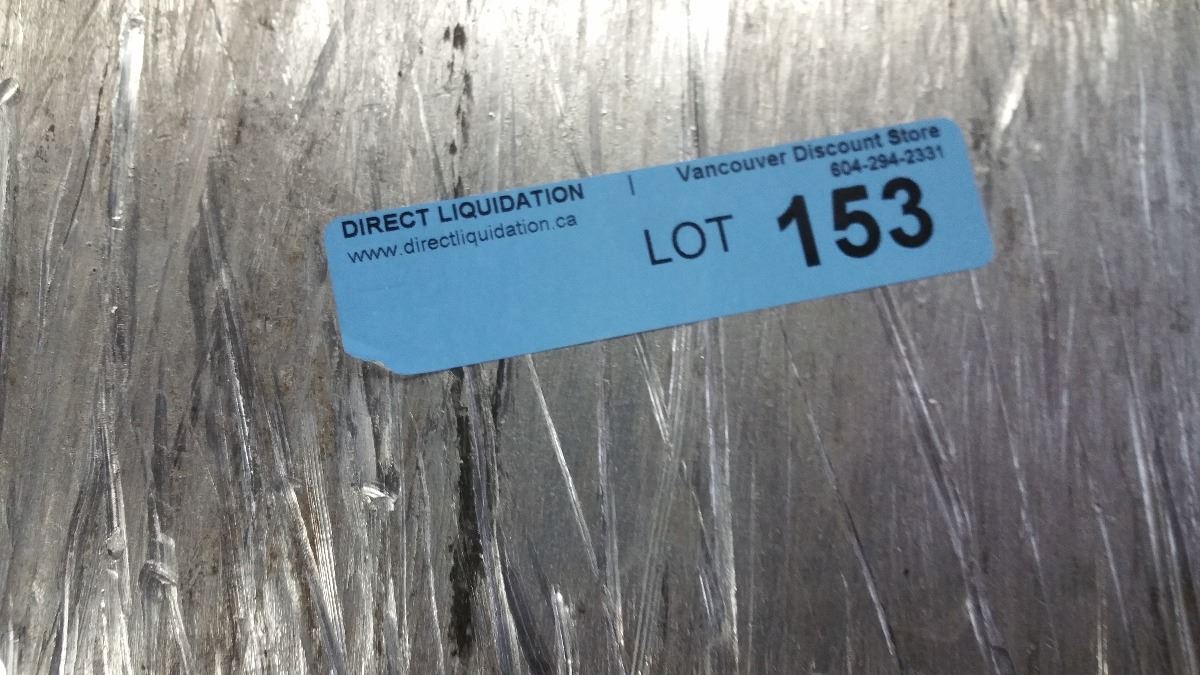 DIRECT LIQUIDATION | Vancouver Discount Store
www.directliquidation.ca 604-294-2331
LOT 153